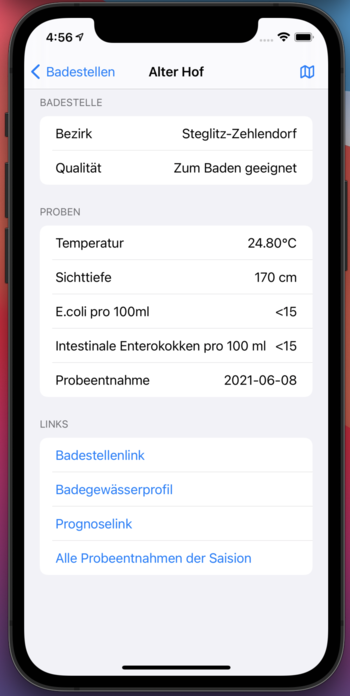 4:56
Badestellen
Alter Hof
BADESTELLE
Bezirk Steglitz-Zehlendorf
Qualität Zum Baden geeignet
PROBEN
Temperatur 24.80°C
Sichttiefe 170 cm
E.coli pro 100ml <15
Intestinale Enterokokken pro 100 ml <15
Probeentnahme 2021-06-08
LINKS
Badestellenlink
Badegewässerprofil
Prognoselink
Alle Probeentnahmen der Saision